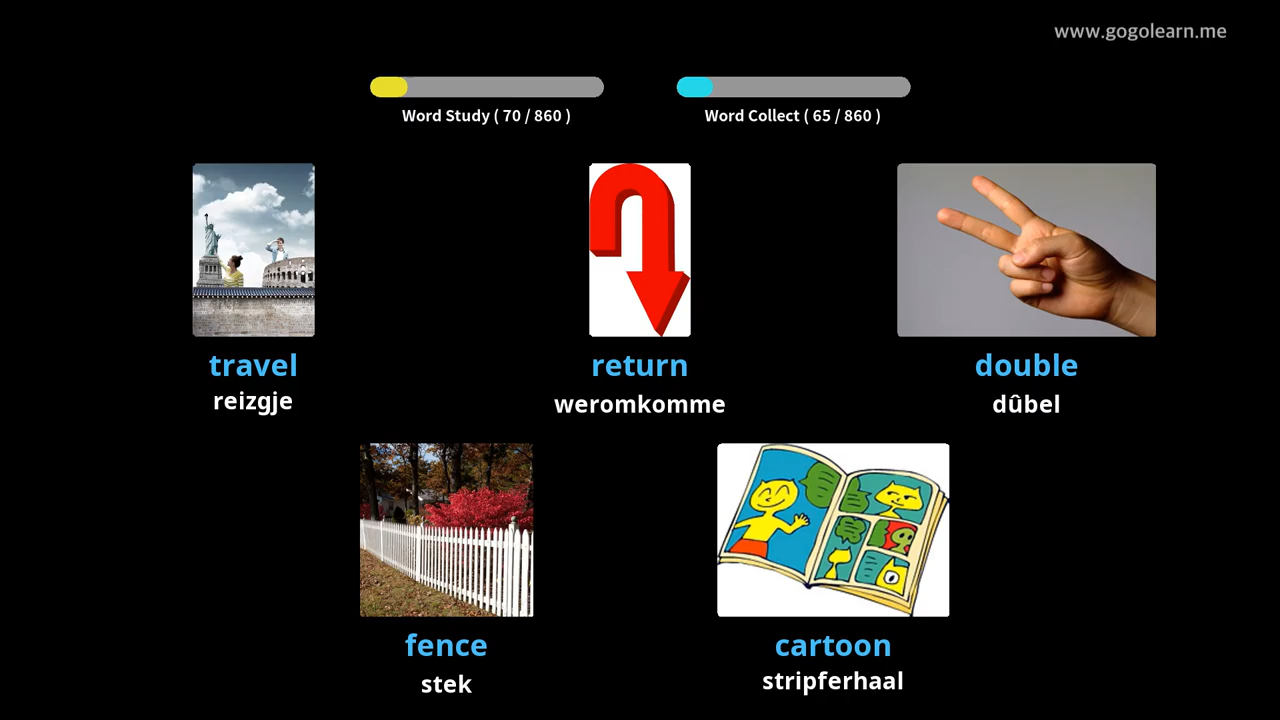 www.gogolearn.me
Word Study ( 70 / 860 )
Word Collect ( 65 / 860 )
travel
reizgje
return
weromkomme
double
dûbel
fence
stek
cartoon
stripferhaal